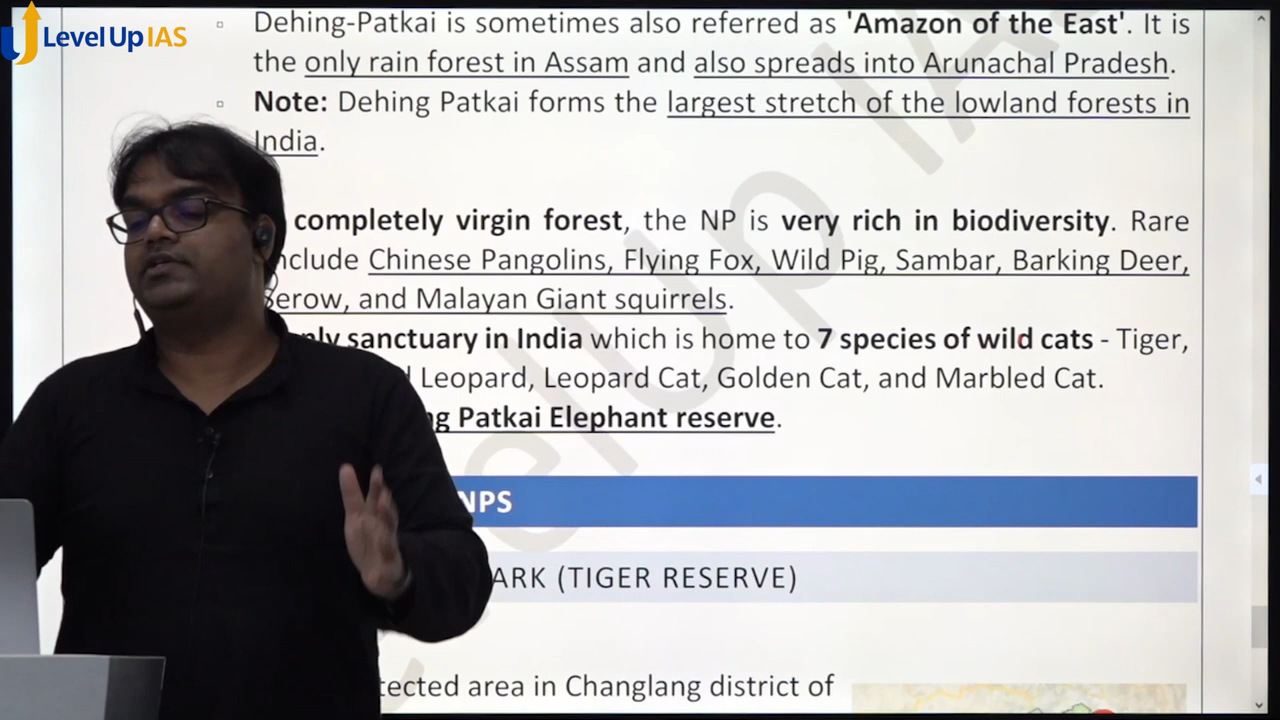 Level Up IAS
Dehing-Patkai is sometimes also referred as 'Amazon of the East'. It is
the only rain forest in Assam and also spreads into Arunachal Pradesh.
Note: Dehing Patkai forms the largest stretch of the lowland forests in
India.
completely virgin forest, the NP is very rich in biodiversity. Rare
nclude Chinese Pangolins, Flying Fox, Wild Pig, Sambar, Barking Deer,
Serow, and Malayan Giant squirrels.
nly sanctuary in India which is home to 7 species of wild cats - Tiger,
d Leopard, Leopard Cat, Golden Cat, and Marbled Cat.
ng Patkai Elephant reserve.
NPS
ARK (TIGER RESERVE)
tected area in Changlang district of